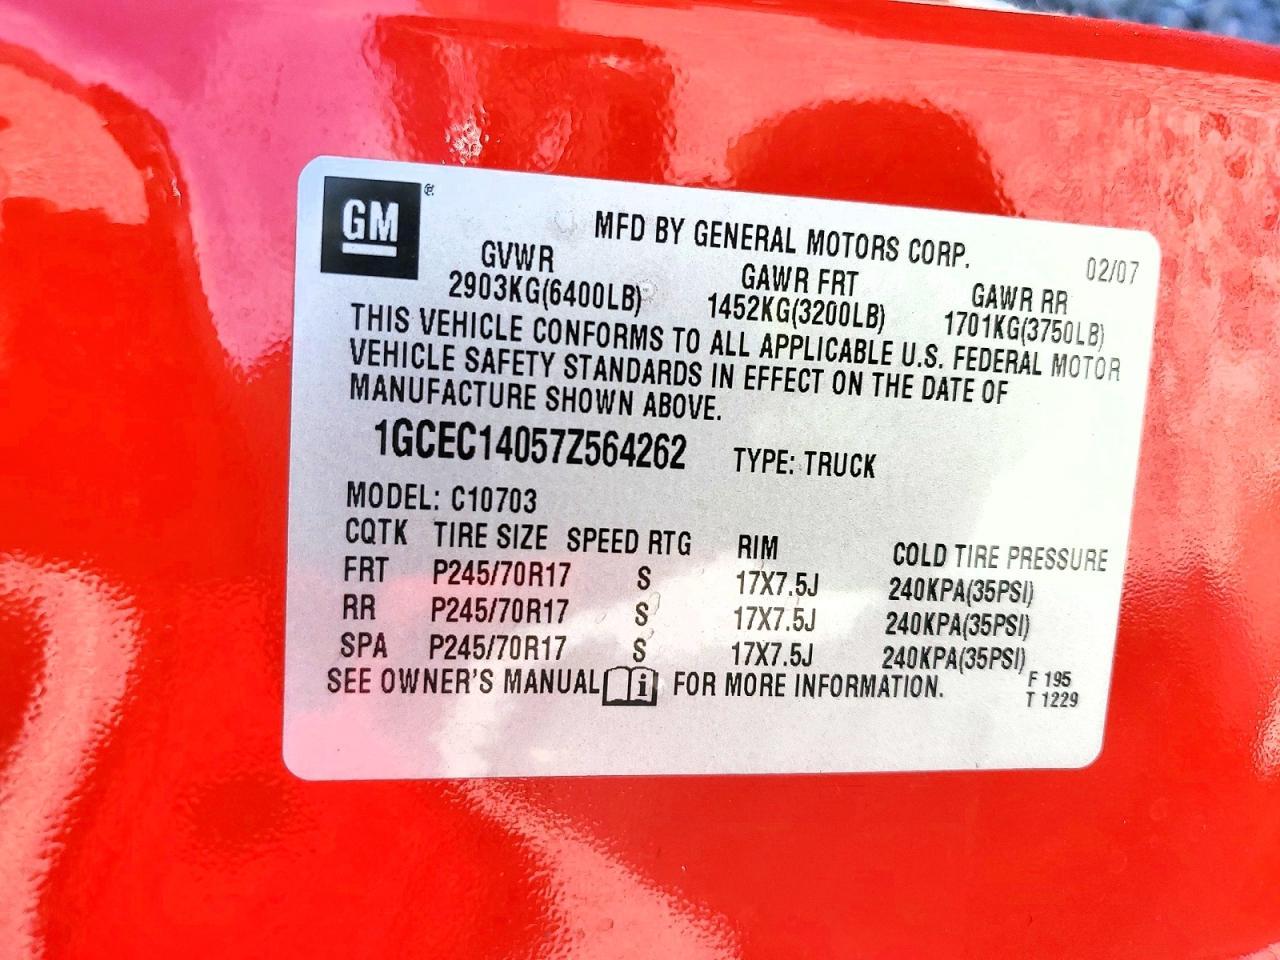 GM
MFD BY GENERAL MOTORS CORP.
02/07
GVWR GAWR FRT GAWR RR
2903KG(6400LB) 1452KG(3200LB) 1701KG(3750LB)
THIS VEHICLE CONFORMS TO ALL APPLICABLE U.S. FEDERAL MOTOR
VEHICLE SAFETY STANDARDS IN EFFECT ON THE DATE OF
MANUFACTURE SHOWN ABOVE.
1GCEC14057Z564262 TYPE: TRUCK
MODEL: C10703
CQTK TIRE SIZE SPEED RTG RIM COLD TIRE PRESSURE
FRT P245/70R17 S 17X7.5J 240KPA(35PSI)
RR P245/70R17 S 17X7.5J 240KPA(35PSI)
SPA P245/70R17 S 17X7.5J 240KPA(35PSI)
SEE OWNER'S MANUAL i FOR MORE INFORMATION.
F 195
T 1229